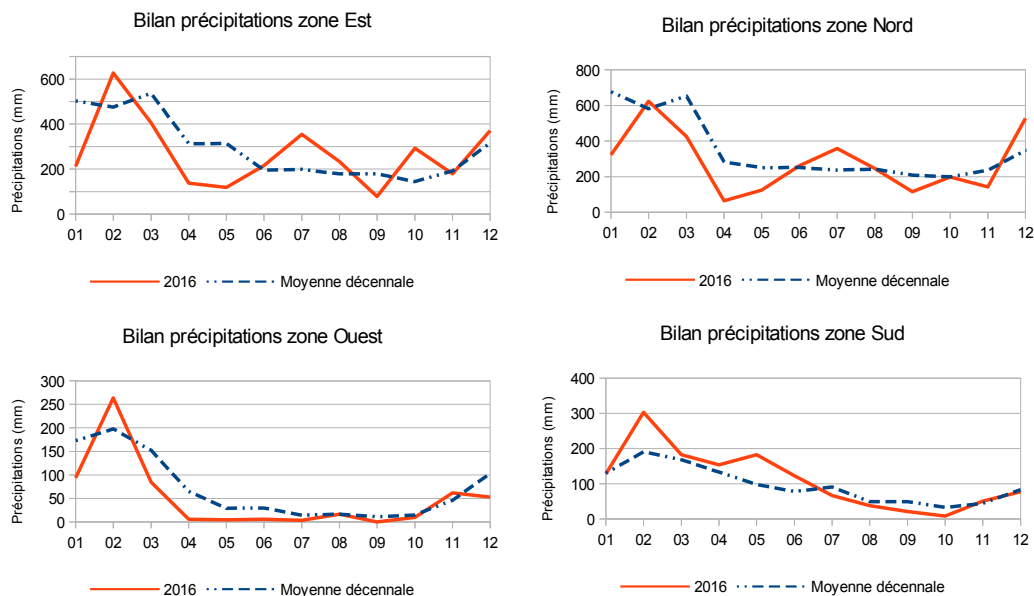 Bilan précipitations zone Est
Précipitations (mm)
600
400
200
0
01 02 03 04 05 06 07 08 09 10 11 12
2016 Moyenne décennale
Bilan précipitations zone Nord
Précipitations (mm)
800
600
400
200
0
01 02 03 04 05 06 07 08 09 10 11 12
2016 Moyenne décennale
Bilan précipitations zone Ouest
Précipitations (mm)
300
250
200
150
100
50
0
01 02 03 04 05 06 07 08 09 10 11 12
2016 Moyenne décennale
Bilan précipitations zone Sud
Précipitations (mm)
400
300
200
100
0
01 02 03 04 05 06 07 08 09 10 11 12
2016 Moyenne décennale